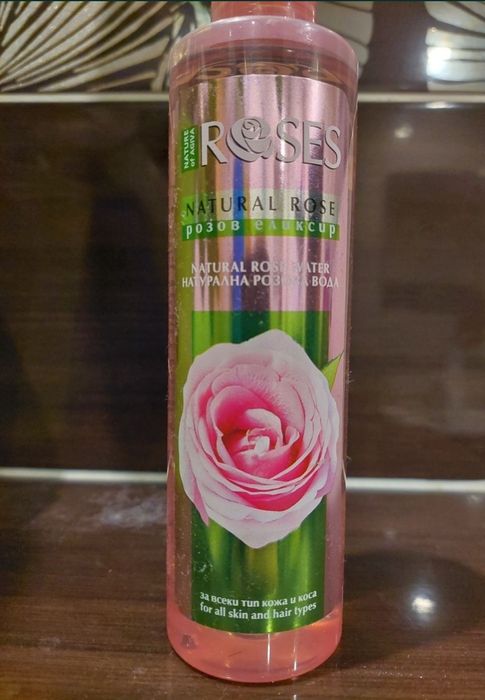 NATURE
of AGIVA
ROSES
NATURAL ROSE
розов еликсир
NATURAL ROSE WATER
НАТУРАЛНА РОЗОВА ВОДА
за всеки тип кожа и коса
for all skin and hair types